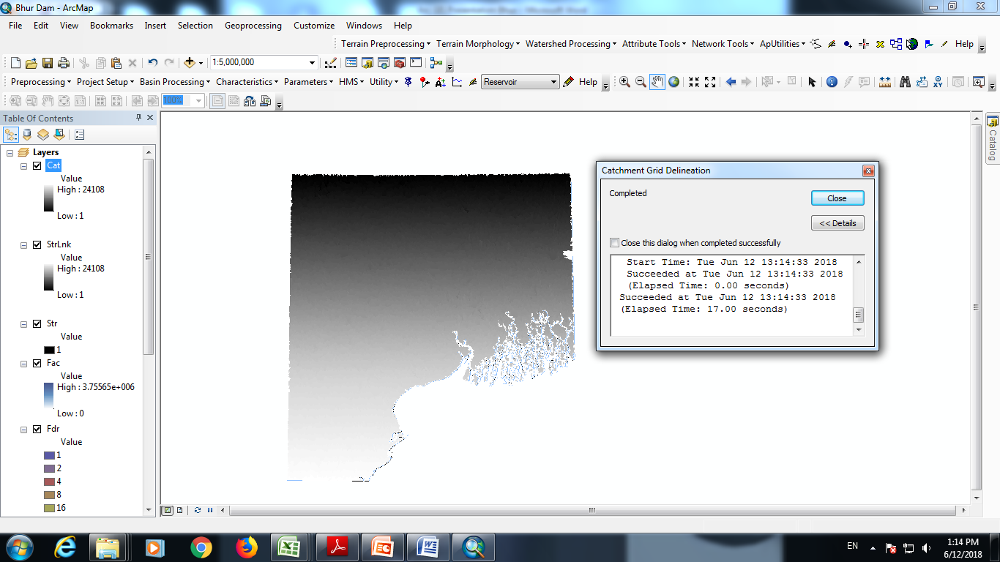 Bhur Dam - ArcMap
File Edit View Bookmarks Insert Selection Geoprocessing Customize Windows Help
Terrain Preprocessing Terrain Morphology Watershed Processing Attribute Tools Network Tools ApUtilities Help
1:5,000,000
Preprocessing Project Setup Basin Processing Characteristics Parameters HMS Utility Reservoir Help
100%
Table Of Contents
Layers
Cat
Value
High : 24108
Low : 1
StrLnk
Value
High : 24108
Low : 1
Str
Value
1
Fac
Value
High : 3.75565e+006
Low : 0
Fdr
Value
1
2
4
8
16
Catchment Grid Delineation
Completed
Close
<< Details
Close this dialog when completed successfully
Start Time: Tue Jun 12 13:14:33 2018
Succeeded at Tue Jun 12 13:14:33 2018
(Elapsed Time: 0.00 seconds)
Succeeded at Tue Jun 12 13:14:33 2018
(Elapsed Time: 17.00 seconds)
Catalog
EN
1:14 PM
6/12/2018